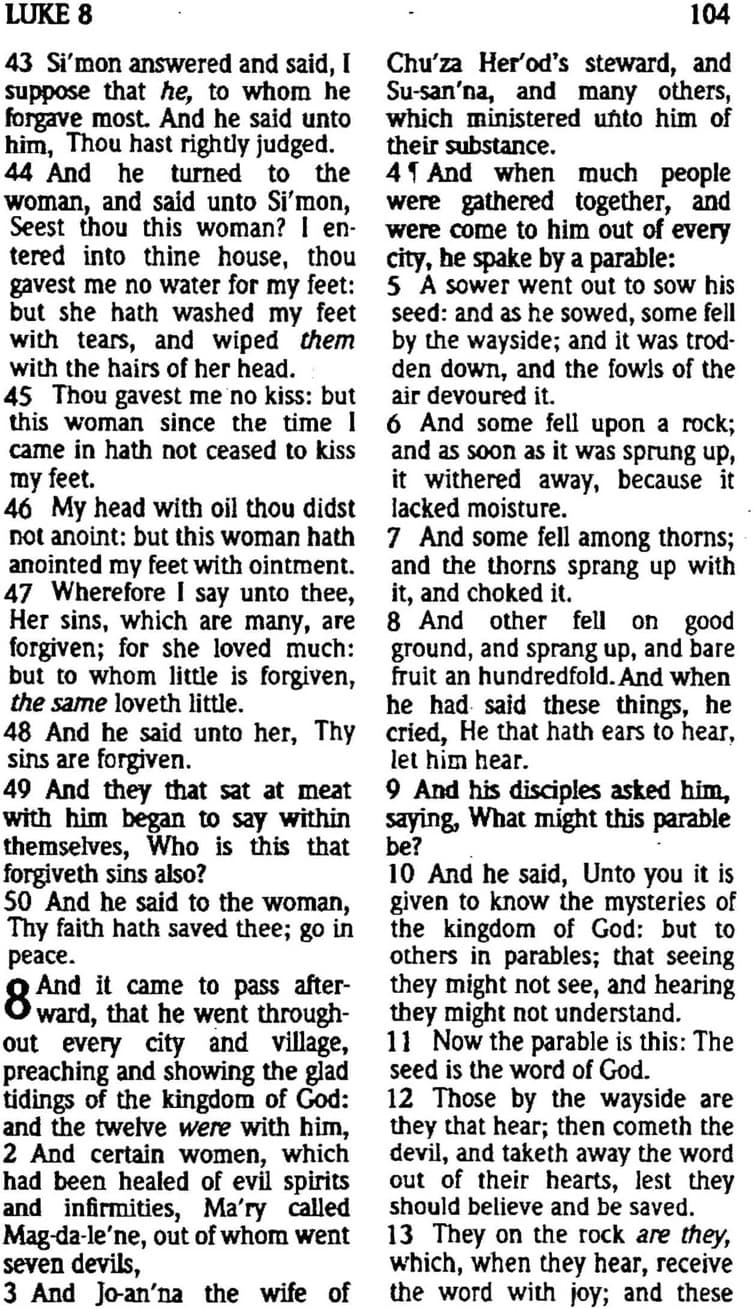 LUKE 8
104
43 Si′mon answered and said, I
suppose that he, to whom he
forgave most. And he said unto
him, Thou hast rightly judged.
44 And he turned to the
woman, and said unto Si′mon,
Seest thou this woman? I en-
tered into thine house, thou
gavest me no water for my feet:
but she hath washed my feet
with tears, and wiped them
with the hairs of her head.
45 Thou gavest me no kiss: but
this woman since the time I
came in hath not ceased to kiss
my feet.
46 My head with oil thou didst
not anoint: but this woman hath
anointed my feet with ointment.
47 Wherefore I say unto thee,
Her sins, which are many, are
forgiven; for she loved much:
but to whom little is forgiven,
the same loveth little.
48 And he said unto her, Thy
sins are forgiven.
49 And they that sat at meat
with him began to say within
themselves, Who is this that
forgiveth sins also?
50 And he said to the woman,
Thy faith hath saved thee; go in
peace.
8 And it came to pass after-
ward, that he went through-
out every city and village,
preaching and showing the glad
tidings of the kingdom of God:
and the twelve were with him,
2 And certain women, which
had been healed of evil spirits
and infirmities, Ma′ry called
Mag-da-le′ne, out of whom went
seven devils,
3 And Jo-an′na the wife of
Chu′za Her′od's steward, and
Su-san′na, and many others,
which ministered unto him of
their substance.
4 ¶ And when much people
were gathered together, and
were come to him out of every
city, he spake by a parable:
5 A sower went out to sow his
seed: and as he sowed, some fell
by the wayside; and it was trod-
den down, and the fowls of the
air devoured it.
6 And some fell upon a rock;
and as soon as it was sprung up,
it withered away, because it
lacked moisture.
7 And some fell among thorns;
and the thorns sprang up with
it, and choked it.
8 And other fell on good
ground, and sprang up, and bare
fruit an hundredfold. And when
he had said these things, he
cried, He that hath ears to hear,
let him hear.
9 And his disciples asked him,
saying, What might this parable
be?
10 And he said, Unto you it is
given to know the mysteries of
the kingdom of God: but to
others in parables; that seeing
they might not see, and hearing
they might not understand.
11 Now the parable is this: The
seed is the word of God.
12 Those by the wayside are
they that hear; then cometh the
devil, and taketh away the word
out of their hearts, lest they
should believe and be saved.
13 They on the rock are they,
which, when they hear, receive
the word with joy; and these